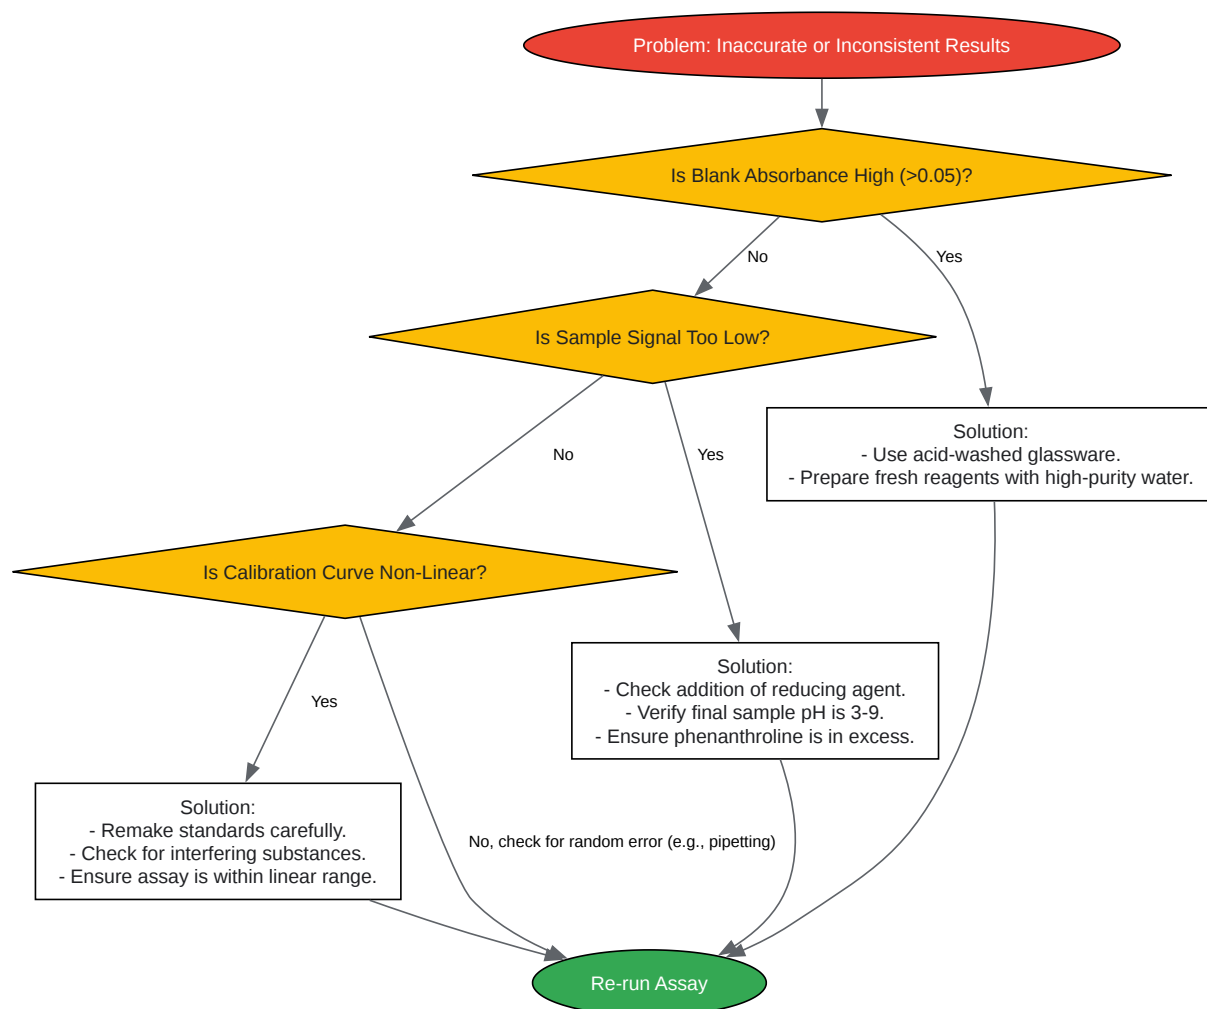 Problem: Inaccurate or Inconsistent Results
Is Blank Absorbance High (>0.05)?
No
Yes
Is Sample Signal Too Low?
No
Yes
Solution:
- Use acid-washed glassware.
- Prepare fresh reagents with high-purity water.
Is Calibration Curve Non-Linear?
Yes
Solution:
- Check addition of reducing agent.
- Verify final sample pH is 3-9.
- Ensure phenanthroline is in excess.
Solution:
- Remake standards carefully.
- Check for interfering substances.
- Ensure assay is within linear range.
No, check for random error (e.g., pipetting)
Re-run Assay